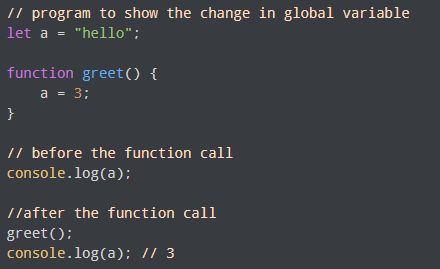 // program to show the change in global variable
let a = "hello";

function greet() {
    a = 3;
}

// before the function call
console.log(a);

//after the function call
greet();
console.log(a); // 3